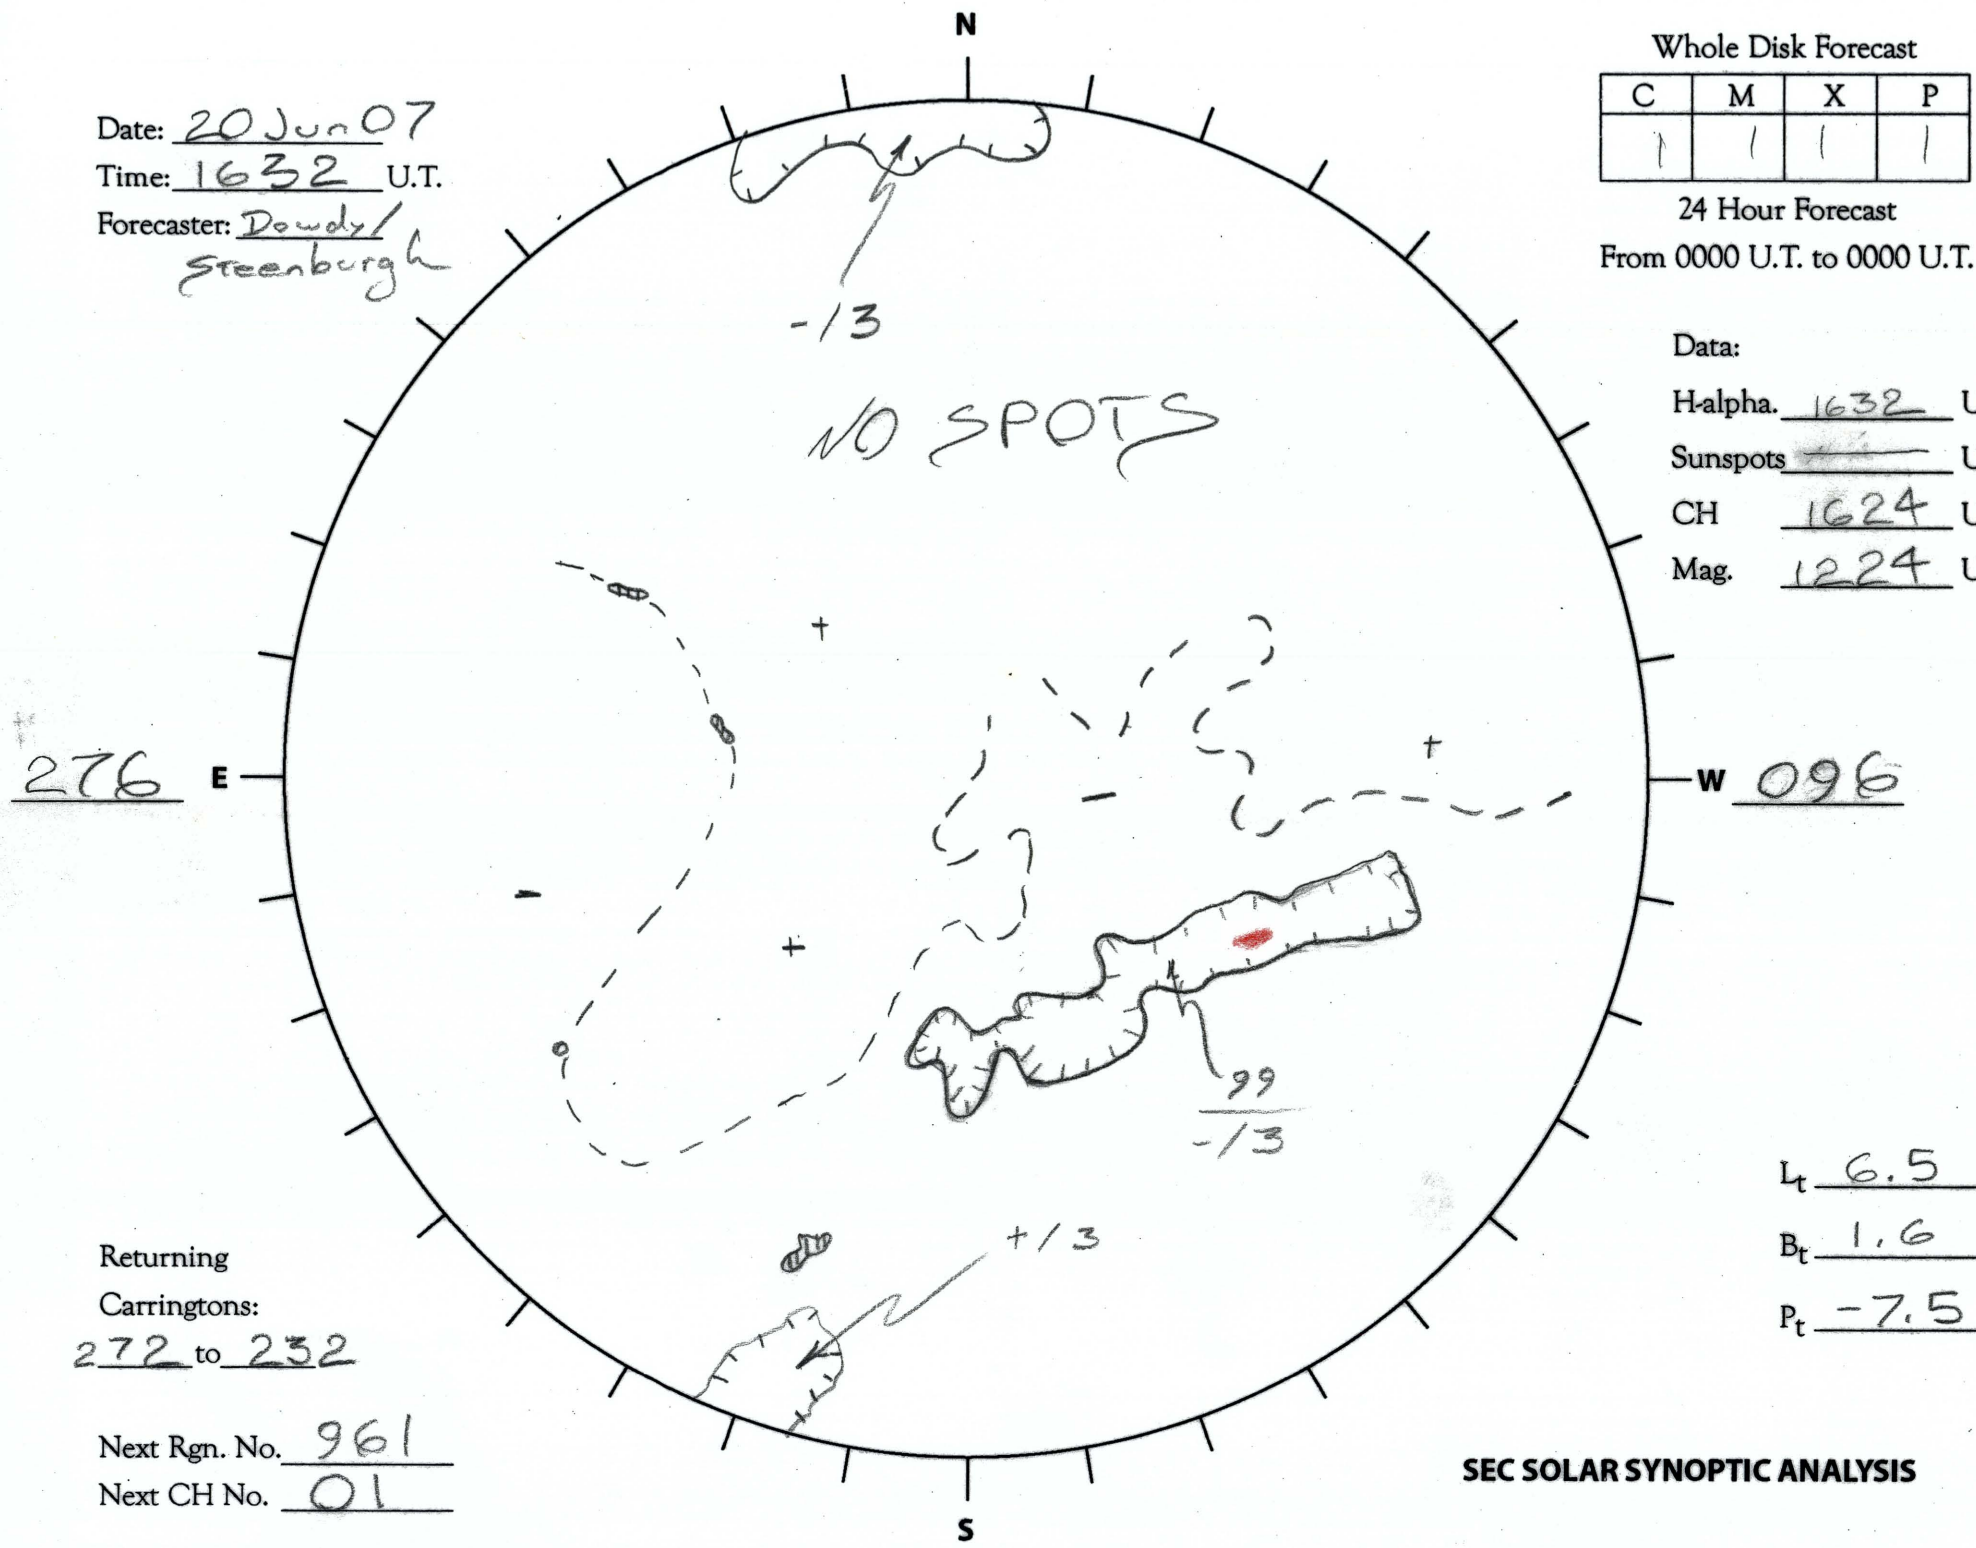 N
Date: 20 Jun 07
Time: 1632 U.T.
Forecaster: Dowdy/
Steenburgh
Whole Disk Forecast
C M X P
1 1 1 1
24 Hour Forecast
From 0000 U.T. to 0000 U.T.
-/3
NO SPOTS
Data:
H-alpha. 1632 U
Sunspots U
CH 1624 U
Mag. 1224 U
+
+
276 E
-
W 096
-
+
99
-/3
+/3
Lt 6.5
Bt 1.6
Pt -7.5
Returning
Carringtons:
272 to 232
Next Rgn. No. 961
Next CH No. 01
SEC SOLAR SYNOPTIC ANALYSIS
S